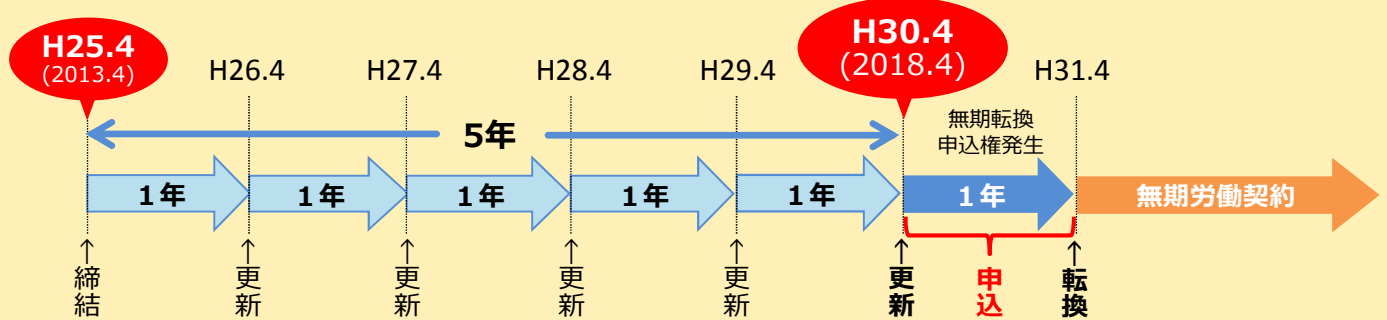 H25.4
(2013.4)
H26.4
H27.4
H28.4
H29.4
H30.4
(2018.4)
H31.4
5年
無期転換
申込権発生
1年
1年
1年
1年
1年
1年
無期労働契約
↑締結
↑更新
↑更新
↑更新
↑更新
↑更新
申込
↑転換